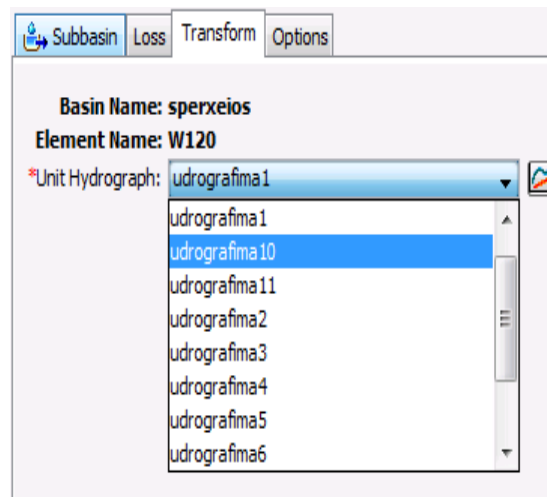 Subbasin Loss Transform Options
Basin Name: sperxeios
Element Name: W120
*Unit Hydrograph: udrografima1
udrografima1
udrografima10
udrografima11
udrografima2
udrografima3
udrografima4
udrografima5
udrografima6